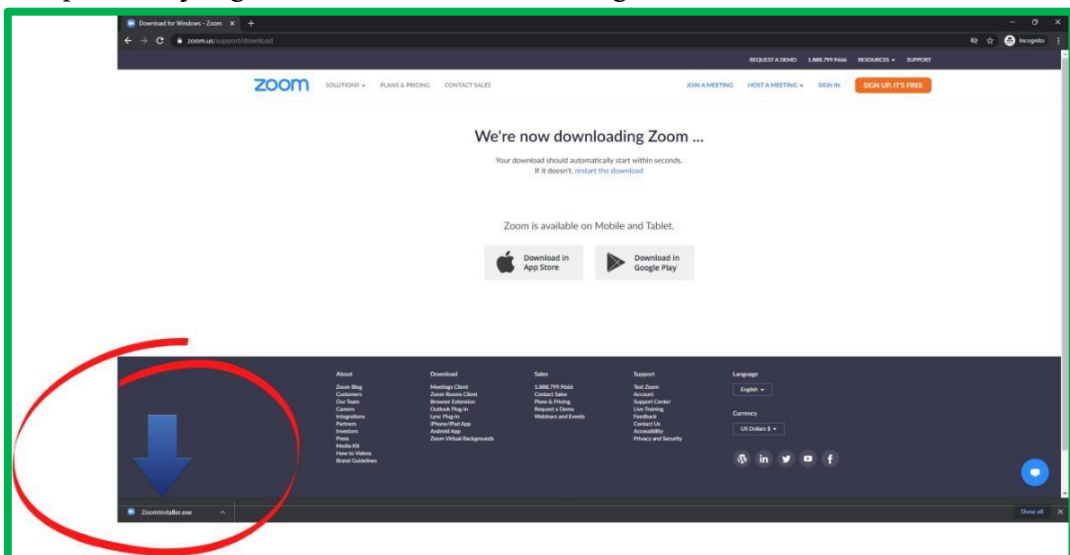 Download for Windows - Zoom
zoom.us/support/download
Incognito
REQUEST A DEMO 1.888.799.9666 RESOURCES SUPPORT
zoom SOLUTIONS PLANS & PRICING CONTACT SALES JOIN A MEETING HOST A MEETING SIGN IN SIGN UP, IT'S FREE
We're now downloading Zoom ...
Your download should automatically start within seconds.
If it doesn't, restart the download
Zoom is available on Mobile and Tablet.
Download in
App Store
Download in
Google Play
About
Zoom Blog
Customers
Our Team
Careers
Integrations
Partners
Investors
Press
Media Kit
How to Videos
Brand Guidelines
Download
Meetings Client
Zoom Rooms Client
Browser Extension
Outlook Plug-in
Lync Plug-in
iPhone/iPad App
Android App
Zoom Virtual Backgrounds
Sales
1.888.799.9666
Contact Sales
Plans & Pricing
Request a Demo
Webinars and Events
Support
Test Zoom
Account
Support Center
Live Training
Feedback
Contact Us
Accessibility
Privacy and Security
Language
English
Currency
US Dollars $
in
f
Zoominstaller.exe
Show all